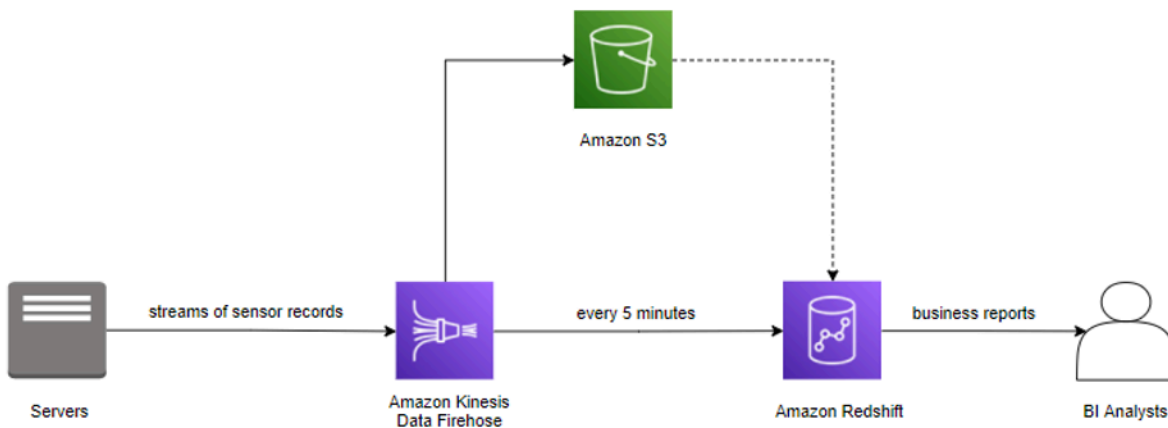 Amazon S3
streams of sensor records
every 5 minutes
business reports
Servers
Amazon Kinesis
Data Firehose
Amazon Redshift
BI Analysts